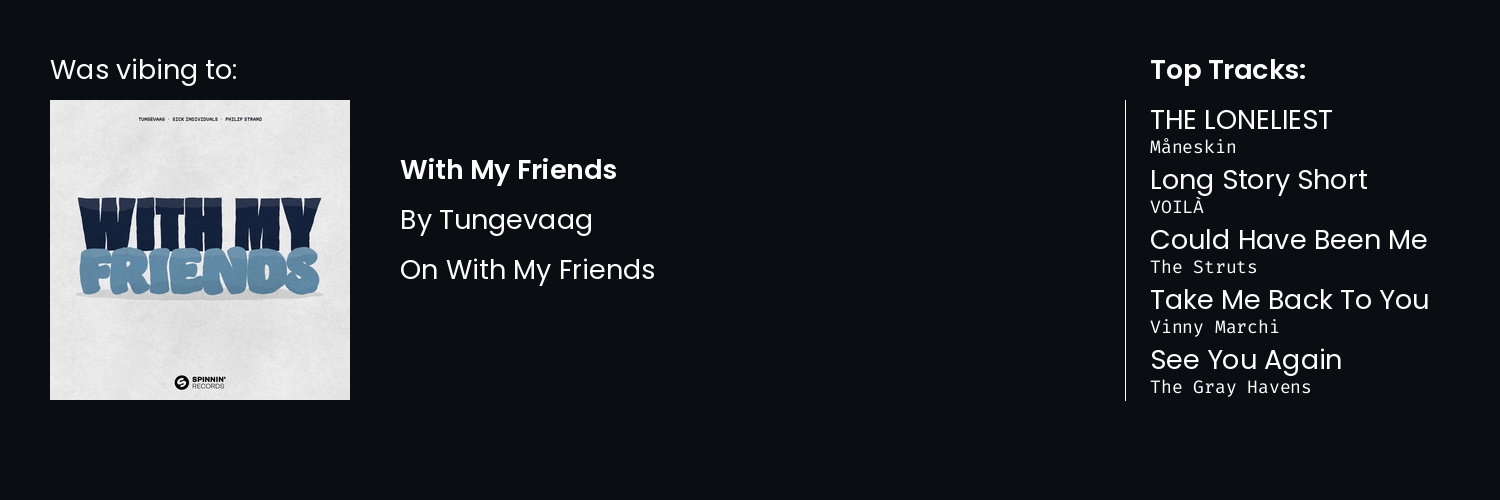 Was vibing to:
TUNGEVAAG · SICK INDIVIDUALS · PHILIP STRAND
WITH MY
FRIENDS
SPINNIN'
RECORDS
With My Friends
By Tungevaag
On With My Friends
Top Tracks:
THE LONELIEST
Måneskin
Long Story Short
VOILÀ
Could Have Been Me
The Struts
Take Me Back To You
Vinny Marchi
See You Again
The Gray Havens